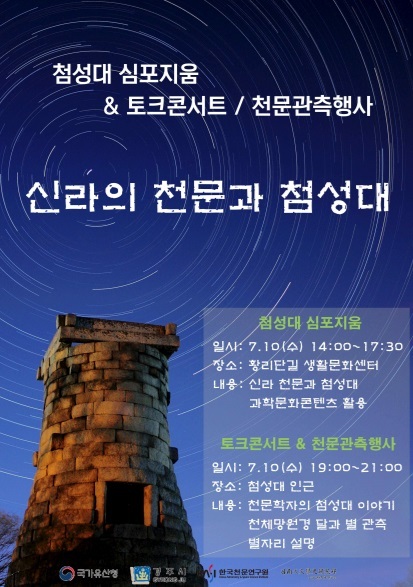 첨성대 심포지움
& 토크콘서트 / 천문관측행사
신라의 천문과 첨성대
첨성대 심포지움
일시: 7.10(수) 14:00~17:30
장소: 황리단길 생활문화센터
내용: 신라 천문과 첨성대
과학문화콘텐츠 활용
토크콘서트 & 천문관측행사
일시: 7.10(수) 19:00~21:00
장소: 첨성대 인근
내용: 천문학자의 첨성대 이야기
천체망원경 달과 별 관측
별자리 설명
국가유산청
경주시
한국천문연구원